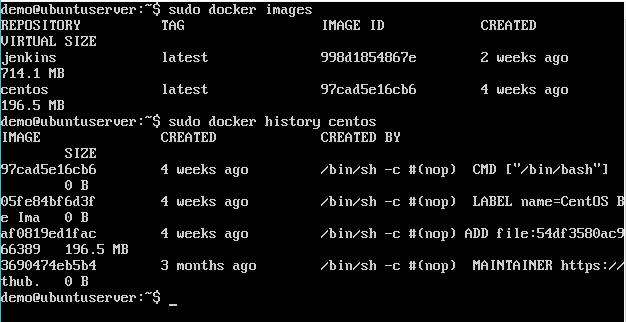 demo@ubuntuserver:~$ sudo docker images
REPOSITORY TAG IMAGE ID CREATED
VIRTUAL SIZE
jenkins latest 998d1854867e 2 weeks ago
714.1 MB
centos latest 97cad5e16cb6 4 weeks ago
196.5 MB
demo@ubuntuserver:~$ sudo docker history centos
IMAGE CREATED CREATED BY
SIZE
97cad5e16cb6 4 weeks ago /bin/sh -c #(nop) CMD ["/bin/bash"]
0 B
05fe84bf6d3f 4 weeks ago /bin/sh -c #(nop) LABEL name=CentOS B
e Ima 0 B
af0819ed1fac 4 weeks ago /bin/sh -c #(nop) ADD file:54df3580ac9
66389 196.5 MB
3690474eb5b4 3 months ago /bin/sh -c #(nop) MAINTAINER https://
thub. 0 B
demo@ubuntuserver:~$ _